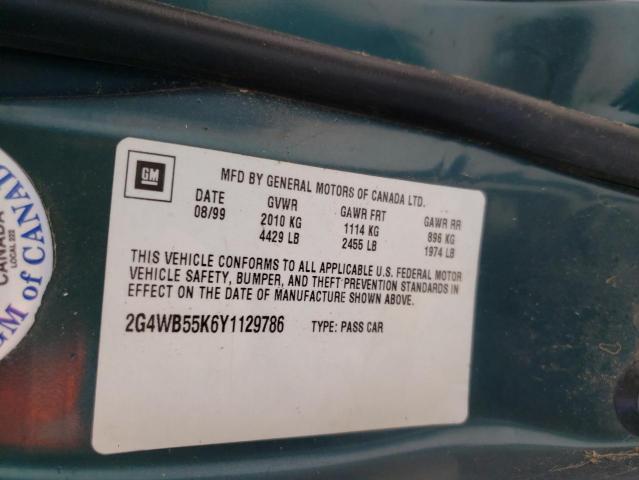 GM
MFD BY GENERAL MOTORS OF CANADA LTD.
DATE GVWR GAWR FRT GAWR RR
08/99 2010 KG 1114 KG 896 KG
4429 LB 2455 LB 1974 LB
THIS VEHICLE CONFORMS TO ALL APPLICABLE U.S. FEDERAL MOTOR
VEHICLE SAFETY, BUMPER, AND THEFT PREVENTION STANDARDS IN
EFFECT ON THE DATE OF MANUFACTURE SHOWN ABOVE.
2G4WB55K6Y1129786 TYPE: PASS CAR
CANADA
LOCAL 222
GM of CANAD